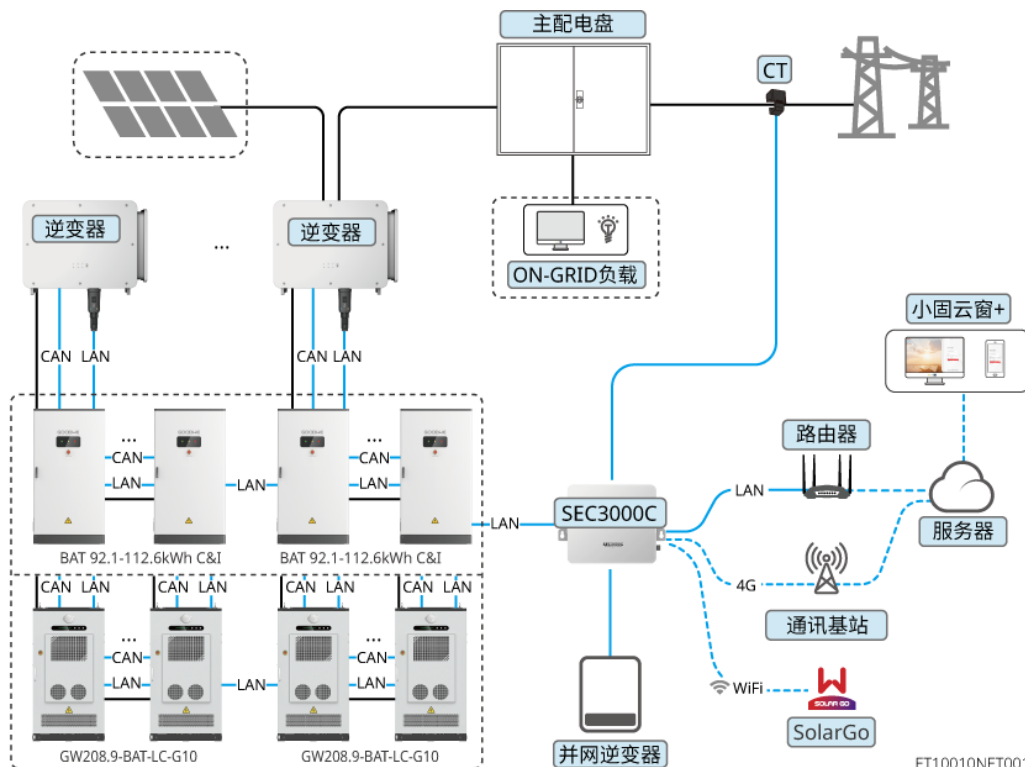 主配电盘
CT
逆变器
...
逆变器
ON-GRID负载
小固云窗+
CAN
LAN
CAN
LAN
...
CAN
LAN
LAN
...
CAN
LAN
LAN
SEC3000C
LAN
路由器
服务器
BAT 92.1-112.6kWh C&I
BAT 92.1-112.6kWh C&I
4G
通讯基站
CAN
LAN
CAN
LAN
CAN
LAN
CAN
LAN
...
CAN
LAN
LAN
...
CAN
LAN
WiFi
SOLAR GO
SolarGo
并网逆变器
GW208.9-BAT-LC-G10
GW208.9-BAT-LC-G10